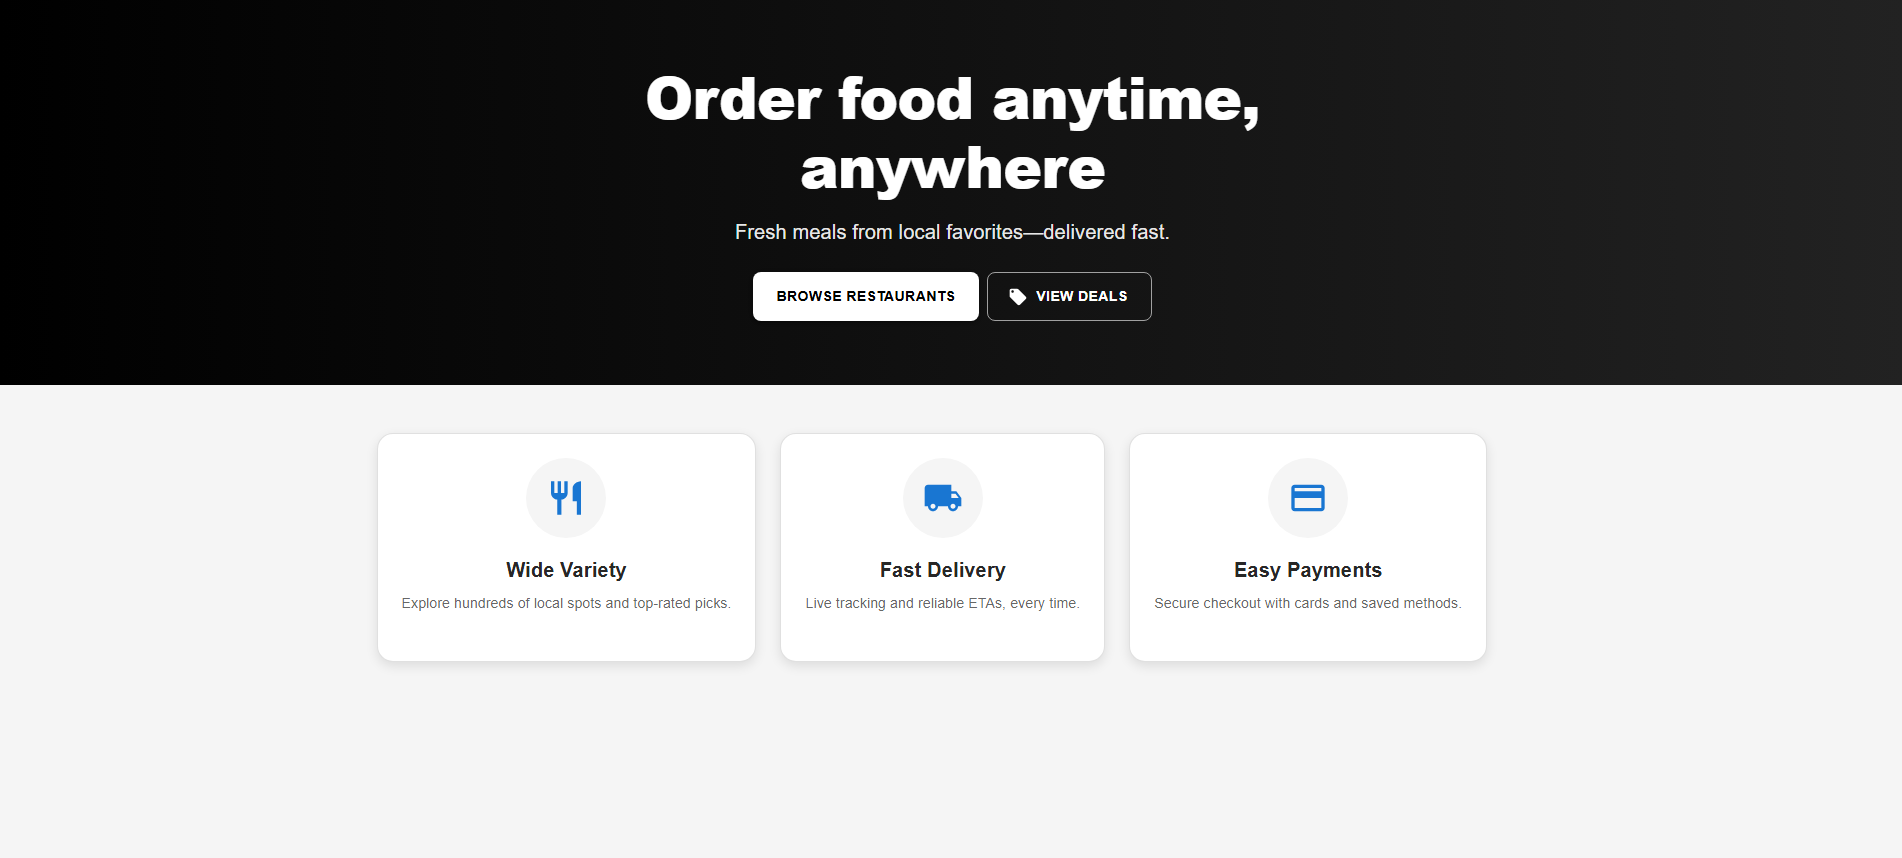 Order food anytime,
anywhere
Fresh meals from local favorites—delivered fast.
BROWSE RESTAURANTS
VIEW DEALS
Wide Variety
Explore hundreds of local spots and top-rated picks.
Fast Delivery
Live tracking and reliable ETAs, every time.
Easy Payments
Secure checkout with cards and saved methods.